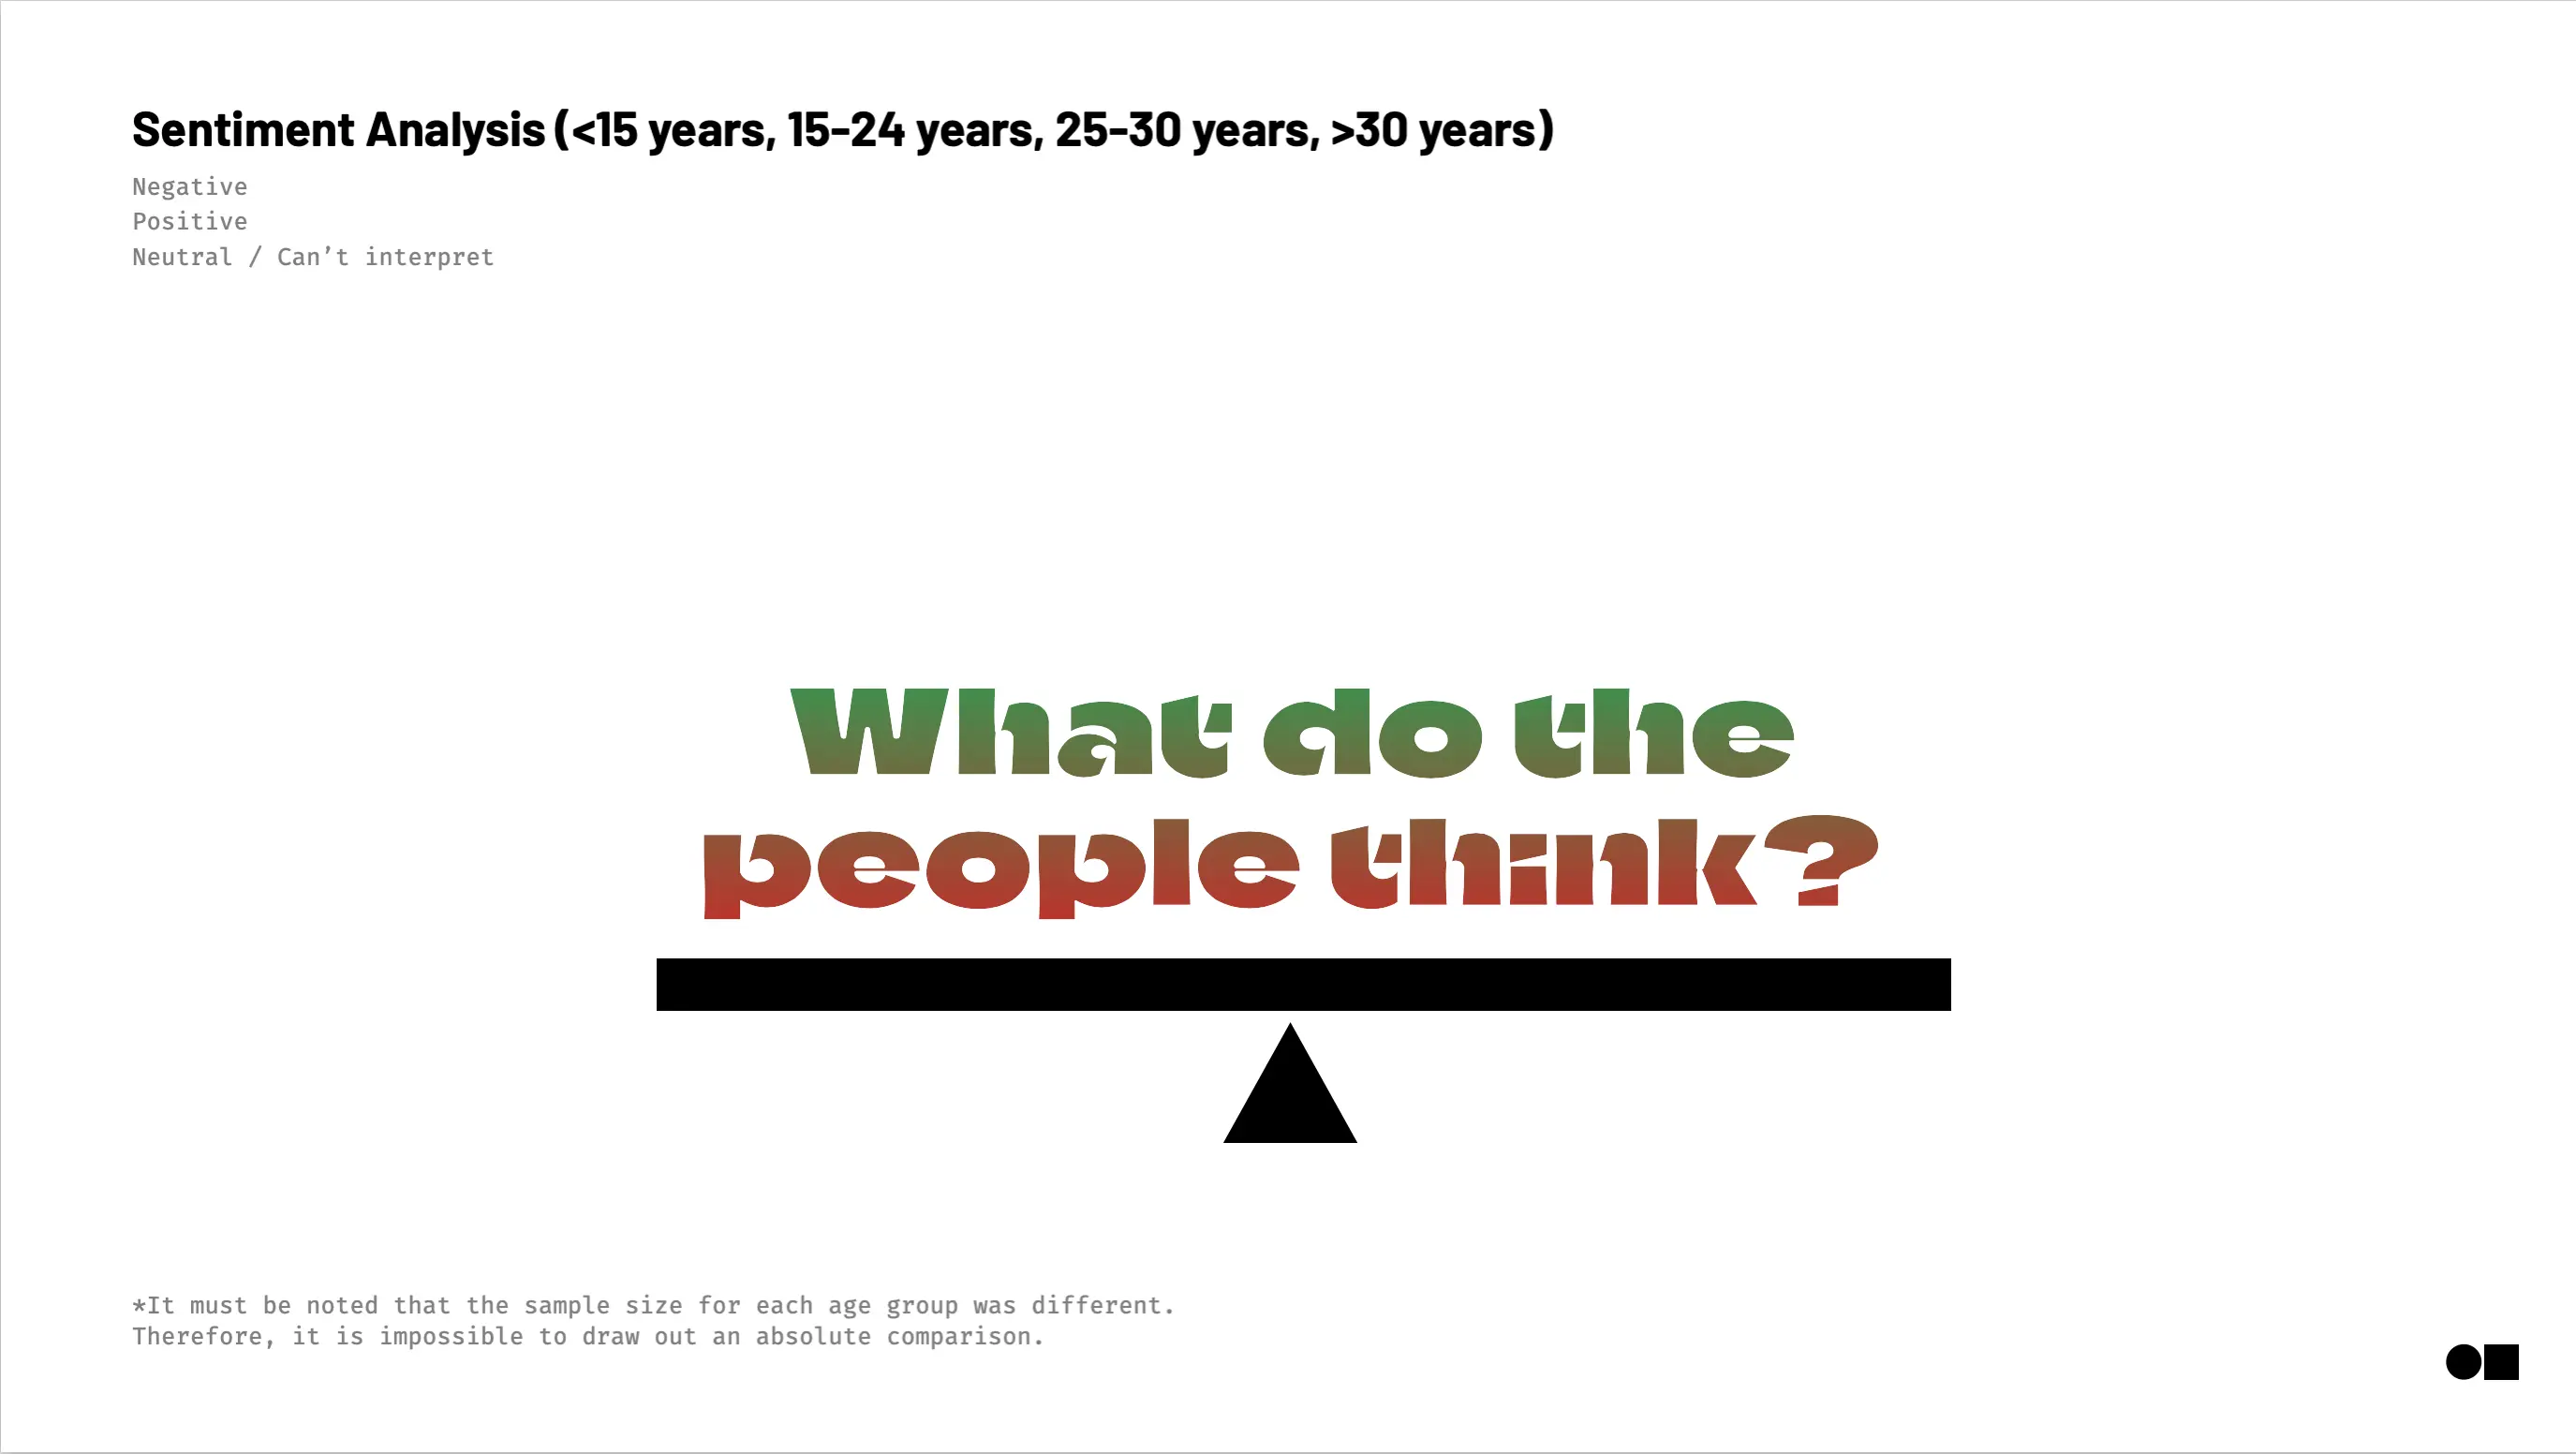 Sentiment Analysis (<15 years, 15-24 years, 25-30 years, >30 years)
Negative
Positive
Neutral / Can’t interpret
What do the
people think?
*It must be noted that the sample size for each age group was different.
Therefore, it is impossible to draw out an absolute comparison.